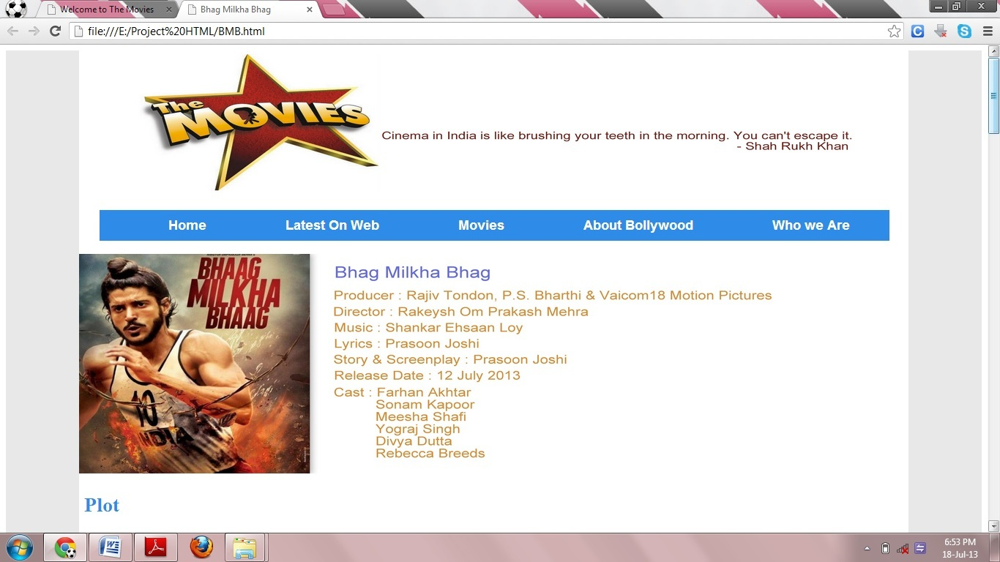 Welcome to The Movies
Bhag Milkha Bhag
file:///E:/Project%20HTML/BMB.html
The
MOVIES
Cinema in India is like brushing your teeth in the morning. You can't escape it.
- Shah Rukh Khan
Home Latest On Web Movies About Bollywood Who we Are
BHAAG
MILKHA
BHAAG
10
INDIA
Bhag Milkha Bhag
Producer : Rajiv Tondon, P.S. Bharthi & Vaicom18 Motion Pictures
Director : Rakeysh Om Prakash Mehra
Music : Shankar Ehsaan Loy
Lyrics : Prasoon Joshi
Story & Screenplay : Prasoon Joshi
Release Date : 12 July 2013
Cast : Farhan Akhtar
Sonam Kapoor
Meesha Shafi
Yograj Singh
Divya Dutta
Rebecca Breeds
Plot
6:53 PM
18-Jul-13